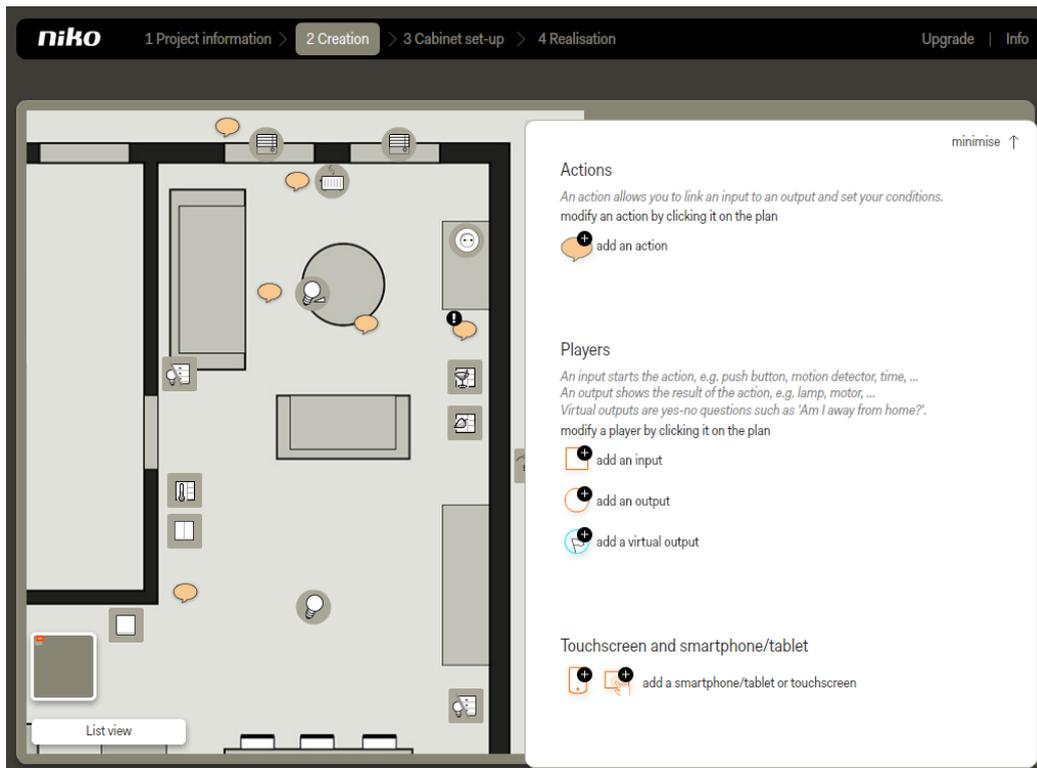 niko
1 Project information
2 Creation
3 Cabinet set-up
4 Realisation
Upgrade | Info
minimise ↑
Actions
An action allows you to link an input to an output and set your conditions.
modify an action by clicking it on the plan
add an action
Players
An input starts the action, e.g. push button, motion detector, time, ...
An output shows the result of the action, e.g. lamp, motor, ...
Virtual outputs are yes-no questions such as 'Am I away from home?'.
modify a player by clicking it on the plan
add an input
add an output
add a virtual output
Touchscreen and smartphone/tablet
add a smartphone/tablet or touchscreen
List view